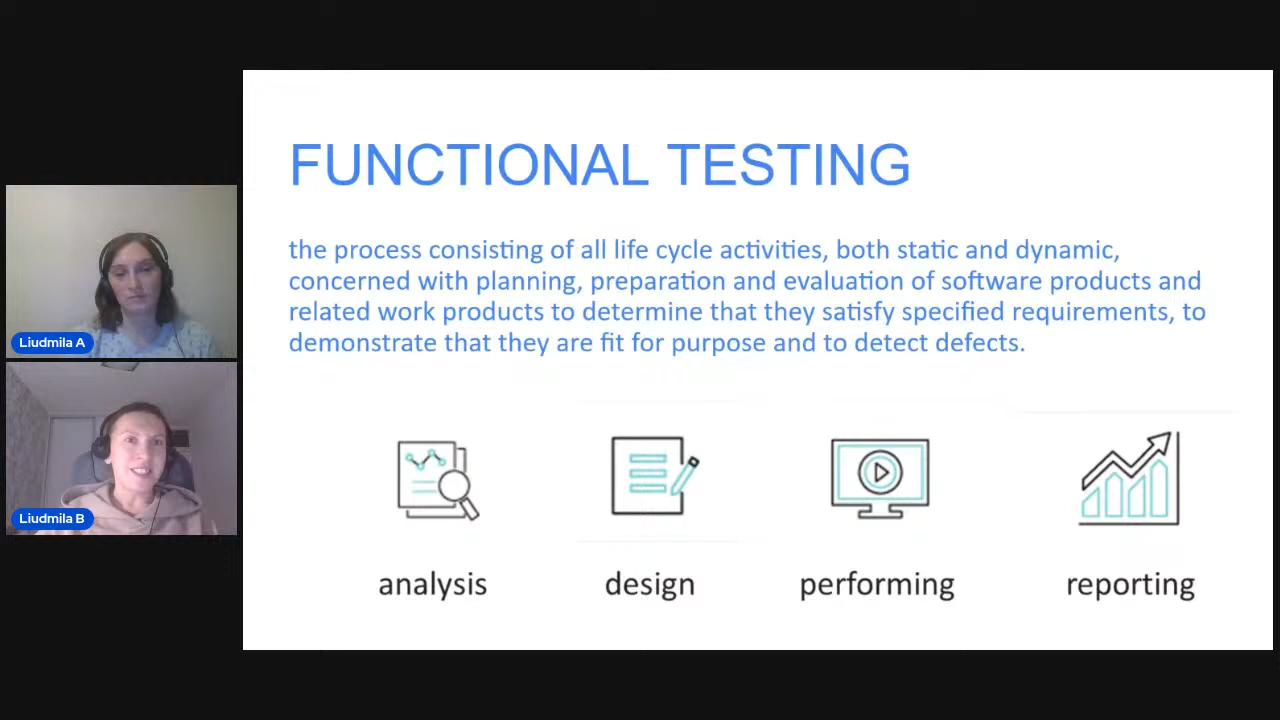 FUNCTIONAL TESTING
the process consisting of all life cycle activities, both static and dynamic,
concerned with planning, preparation and evaluation of software products and
related work products to determine that they satisfy specified requirements, to
demonstrate that they are fit for purpose and to detect defects.
analysis
design
performing
reporting
Liudmila A
Liudmila B